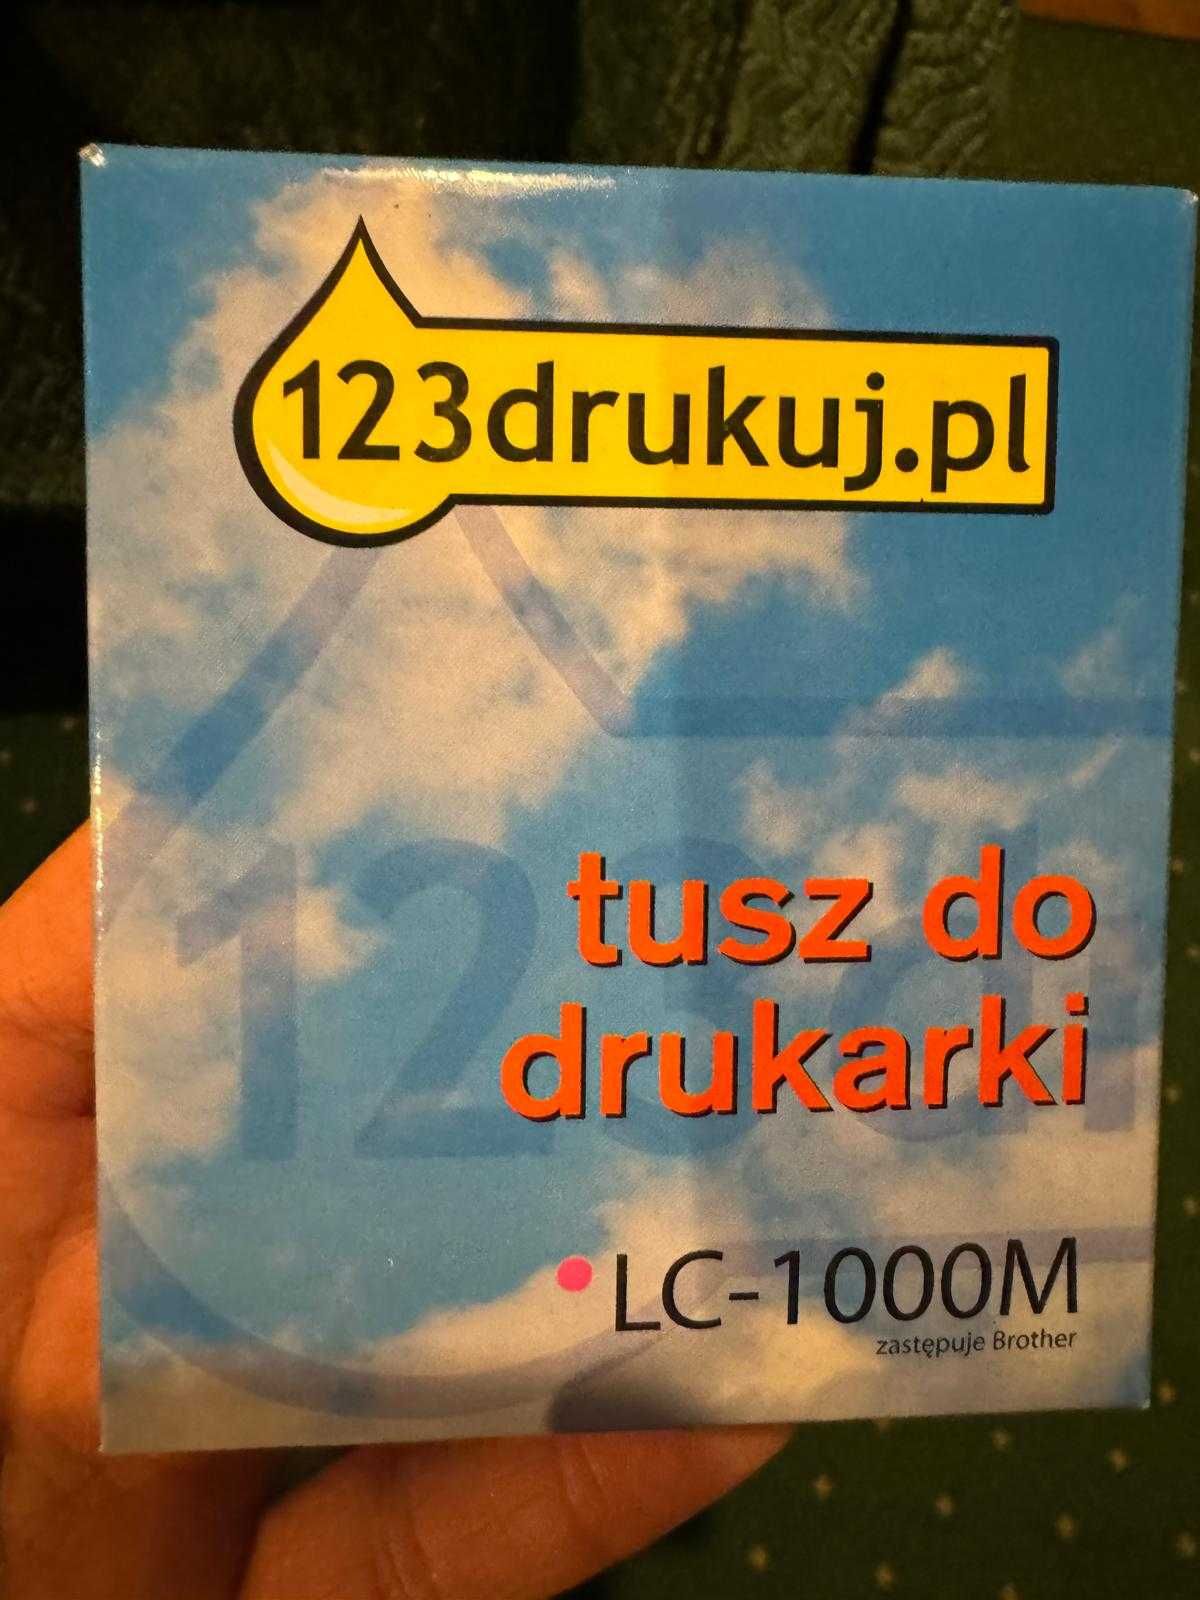 123drukuj.pl
tusz do
drukarki
LC-1000M
zastępuje Brother